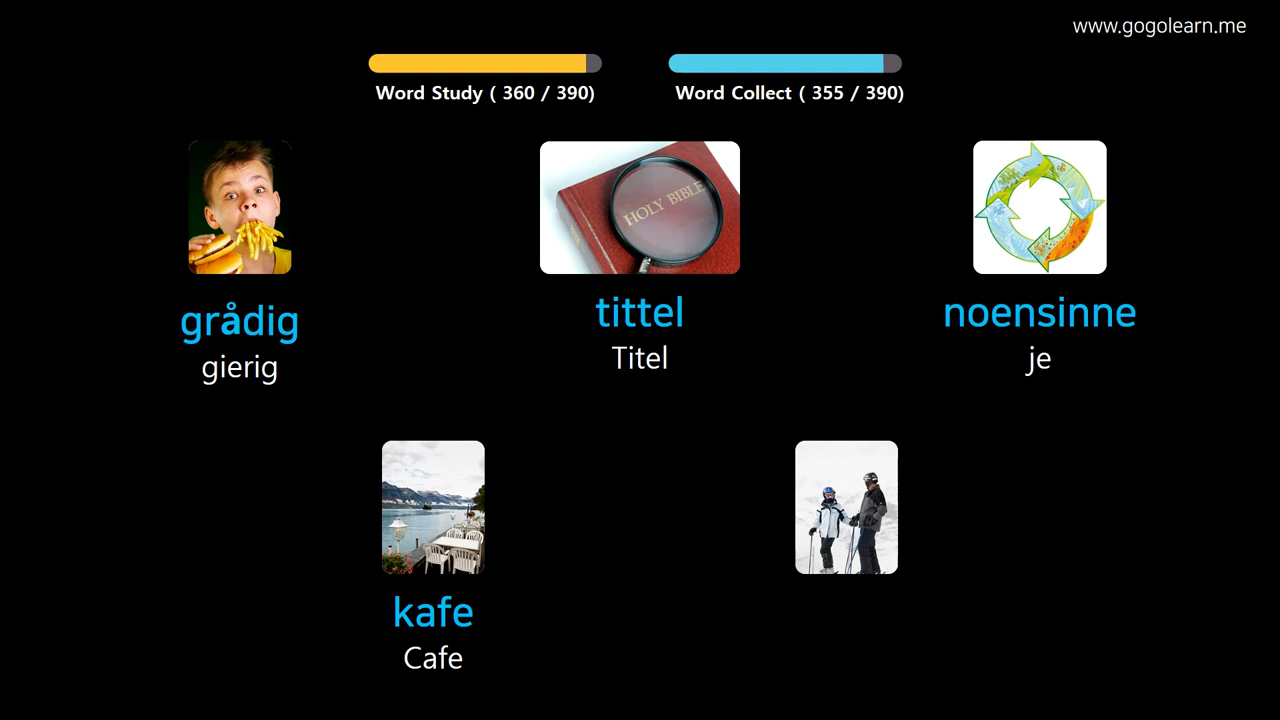 www.gogolearn.me
Word Study ( 360 / 390)
Word Collect ( 355 / 390)
HOLY BIBLE
grådig
tittel
noensinne
gierig
Titel
je
kafe
Cafe